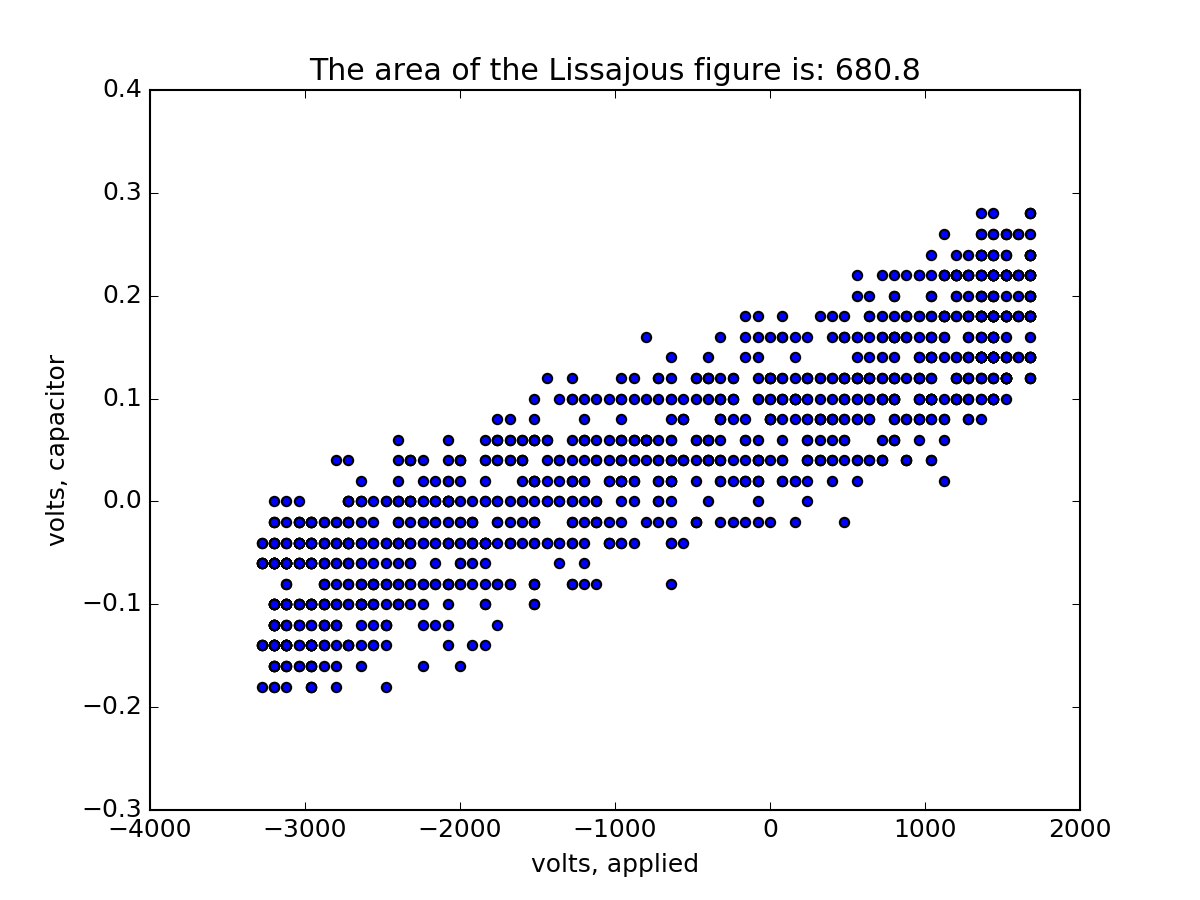 The area of the Lissajous figure is: 680.8
0.4
0.3
0.2
0.1
0.0
−0.1
−0.2
−0.3
volts, capacitor
−4000 −3000 −2000 −1000 0 1000 2000
volts, applied